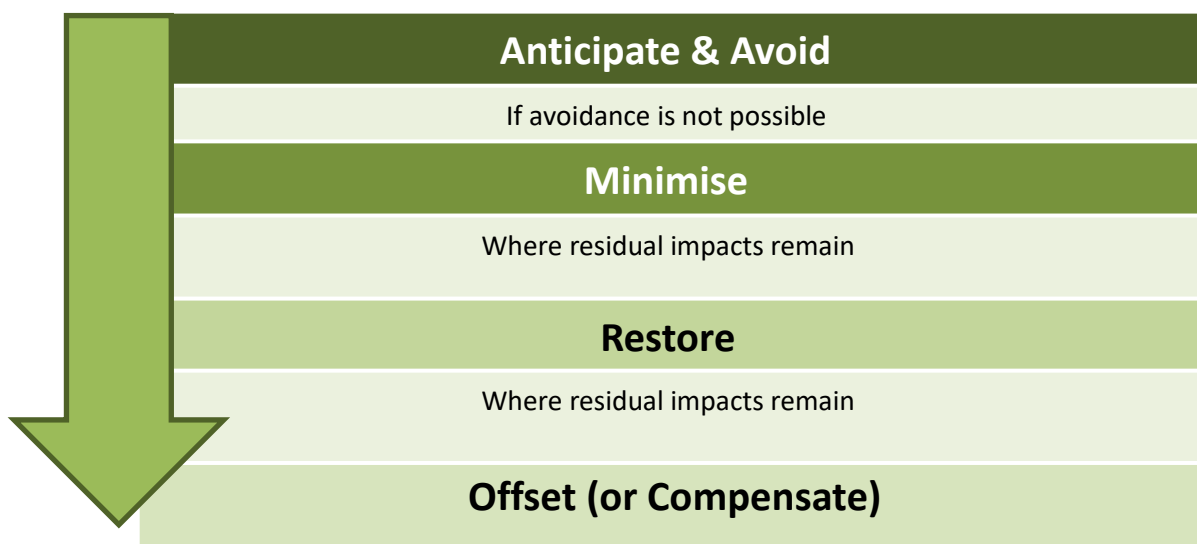 Anticipate & Avoid
If avoidance is not possible
Minimise
Where residual impacts remain
Restore
Where residual impacts remain
Offset (or Compensate)